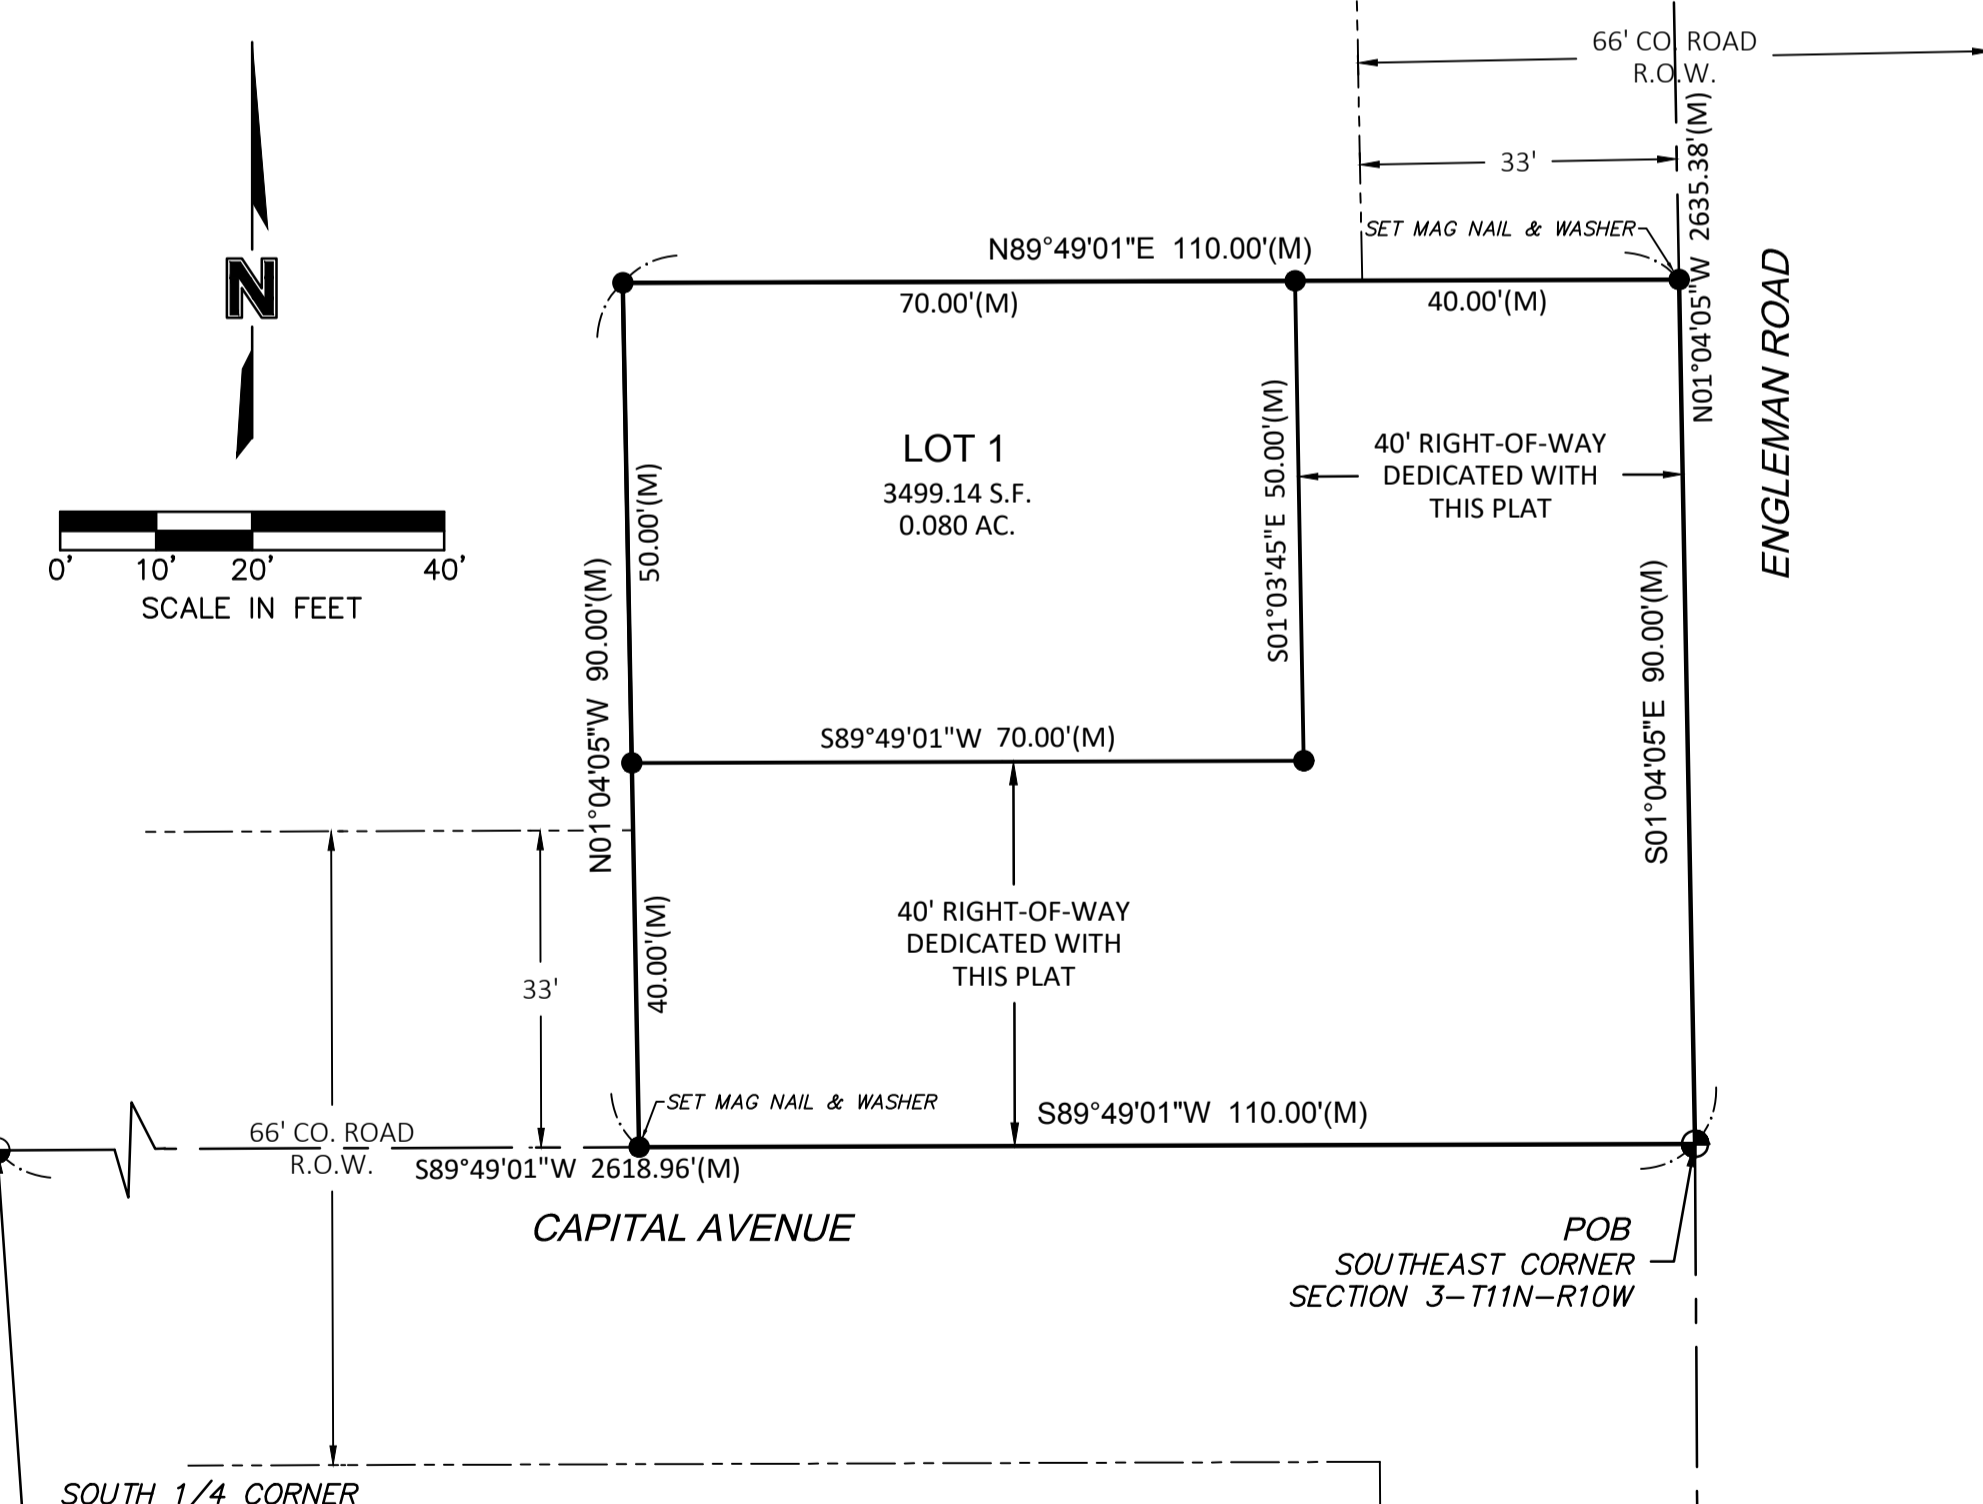 66' CO. ROAD
R.O.W.
33'
N01°04'05"W 2635.38'(M)
SET MAG NAIL & WASHER
N89°49'01"E 110.00'(M)
70.00'(M)
40.00'(M)
N
ENGLEMAN ROAD
LOT 1
3499.14 S.F.
0.080 AC.
50.00'(M)
S01°03'45"E 50.00'(M)
40' RIGHT-OF-WAY
DEDICATED WITH
THIS PLAT
0' 10' 20' 40'
SCALE IN FEET
N01°04'05"W 90.00'(M)
S01°04'05"E 90.00'(M)
S89°49'01"W 70.00'(M)
40' RIGHT-OF-WAY
DEDICATED WITH
THIS PLAT
40.00'(M)
33'
SET MAG NAIL & WASHER
S89°49'01"W 110.00'(M)
66' CO. ROAD
R.O.W.
S89°49'01"W 2618.96'(M)
CAPITAL AVENUE
POB
SOUTHEAST CORNER
SECTION 3-T11N-R10W
SOUTH 1/4 CORNER